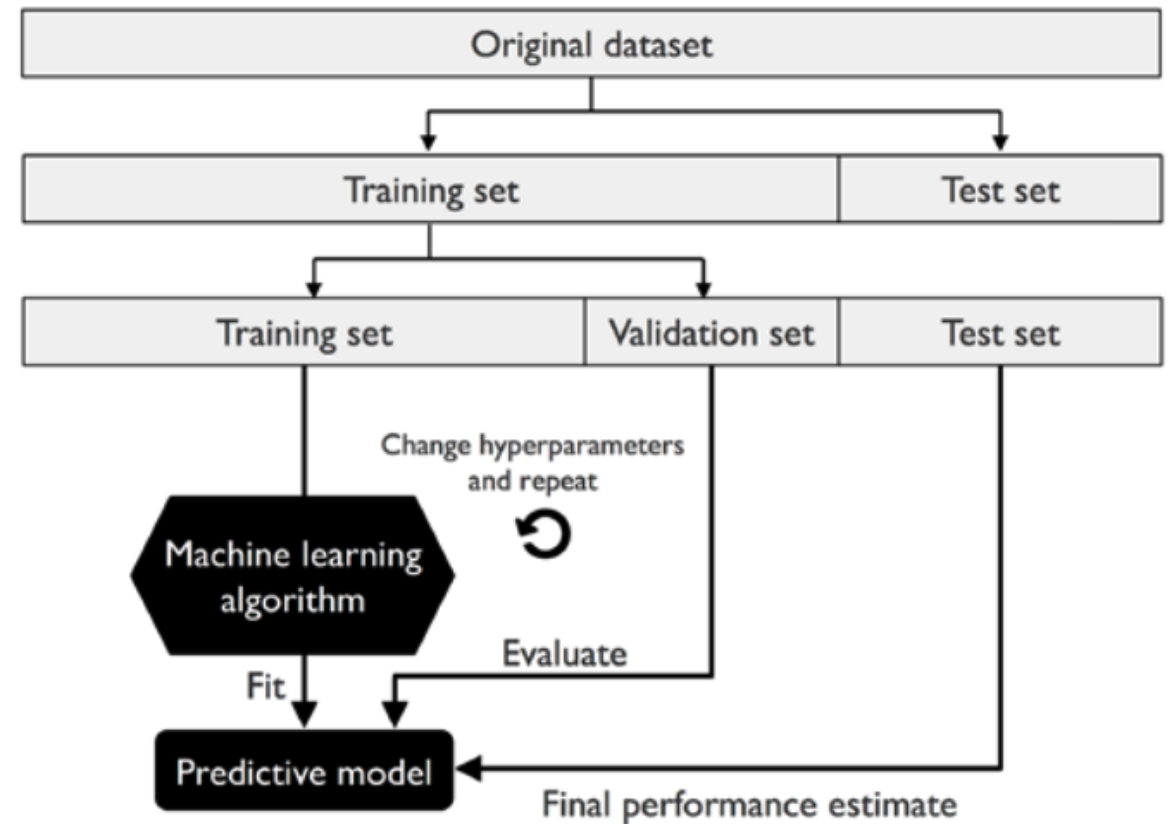 Original dataset
Training set
Test set
Training set
Validation set
Test set
Change hyperparameters
and repeat
Machine learning
algorithm
Evaluate
Fit
Predictive model
Final performance estimate